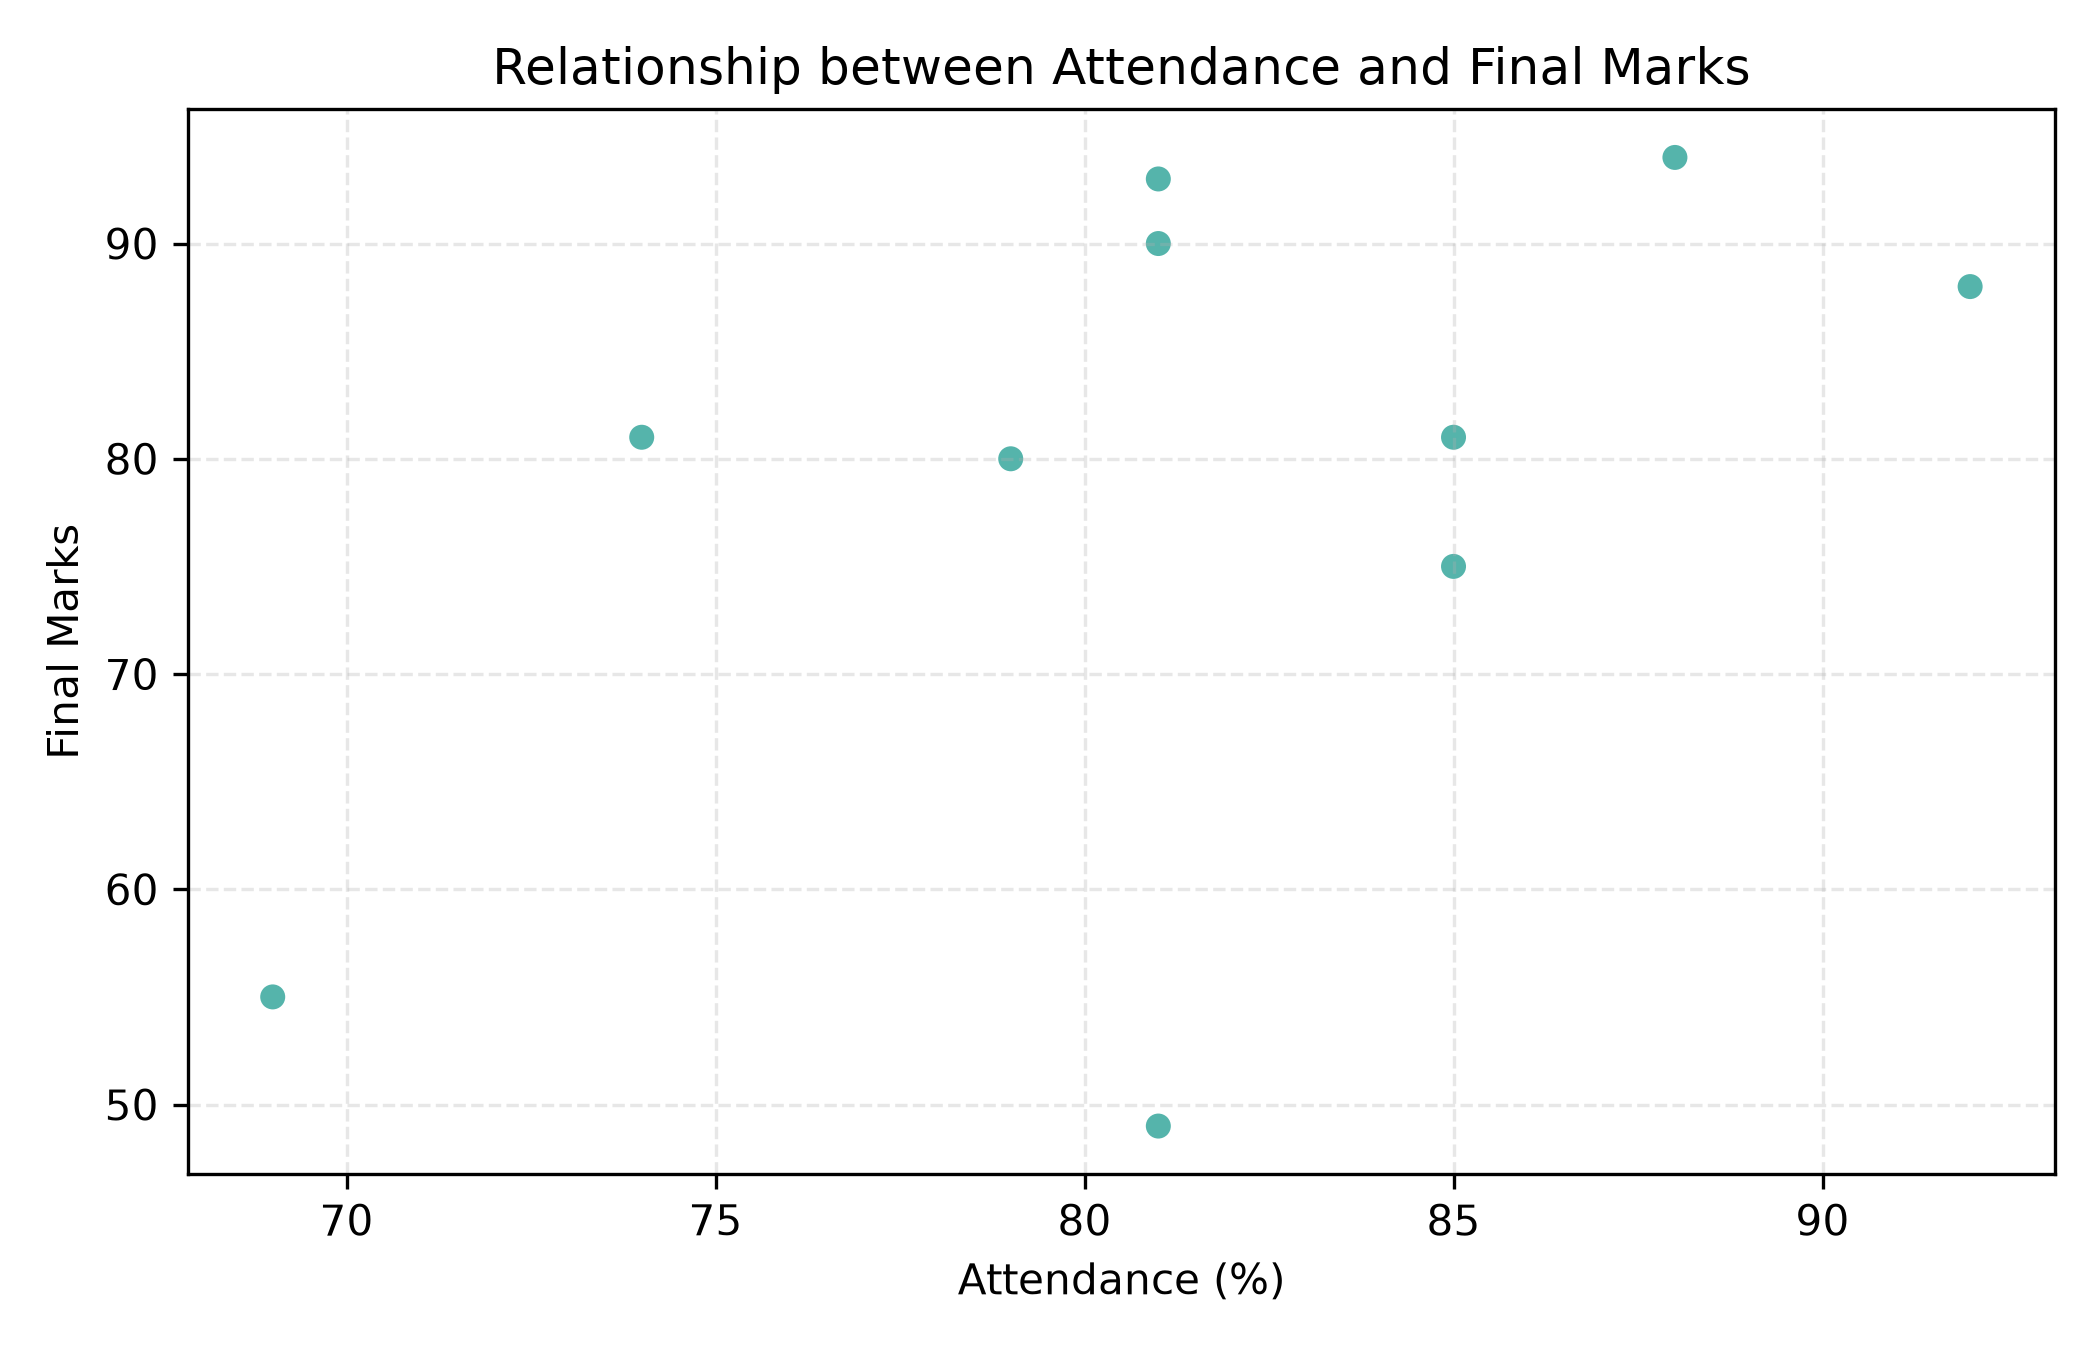 Relationship between Attendance and Final Marks
90
80
70
60
50
Final Marks
70 75 80 85 90
Attendance (%)